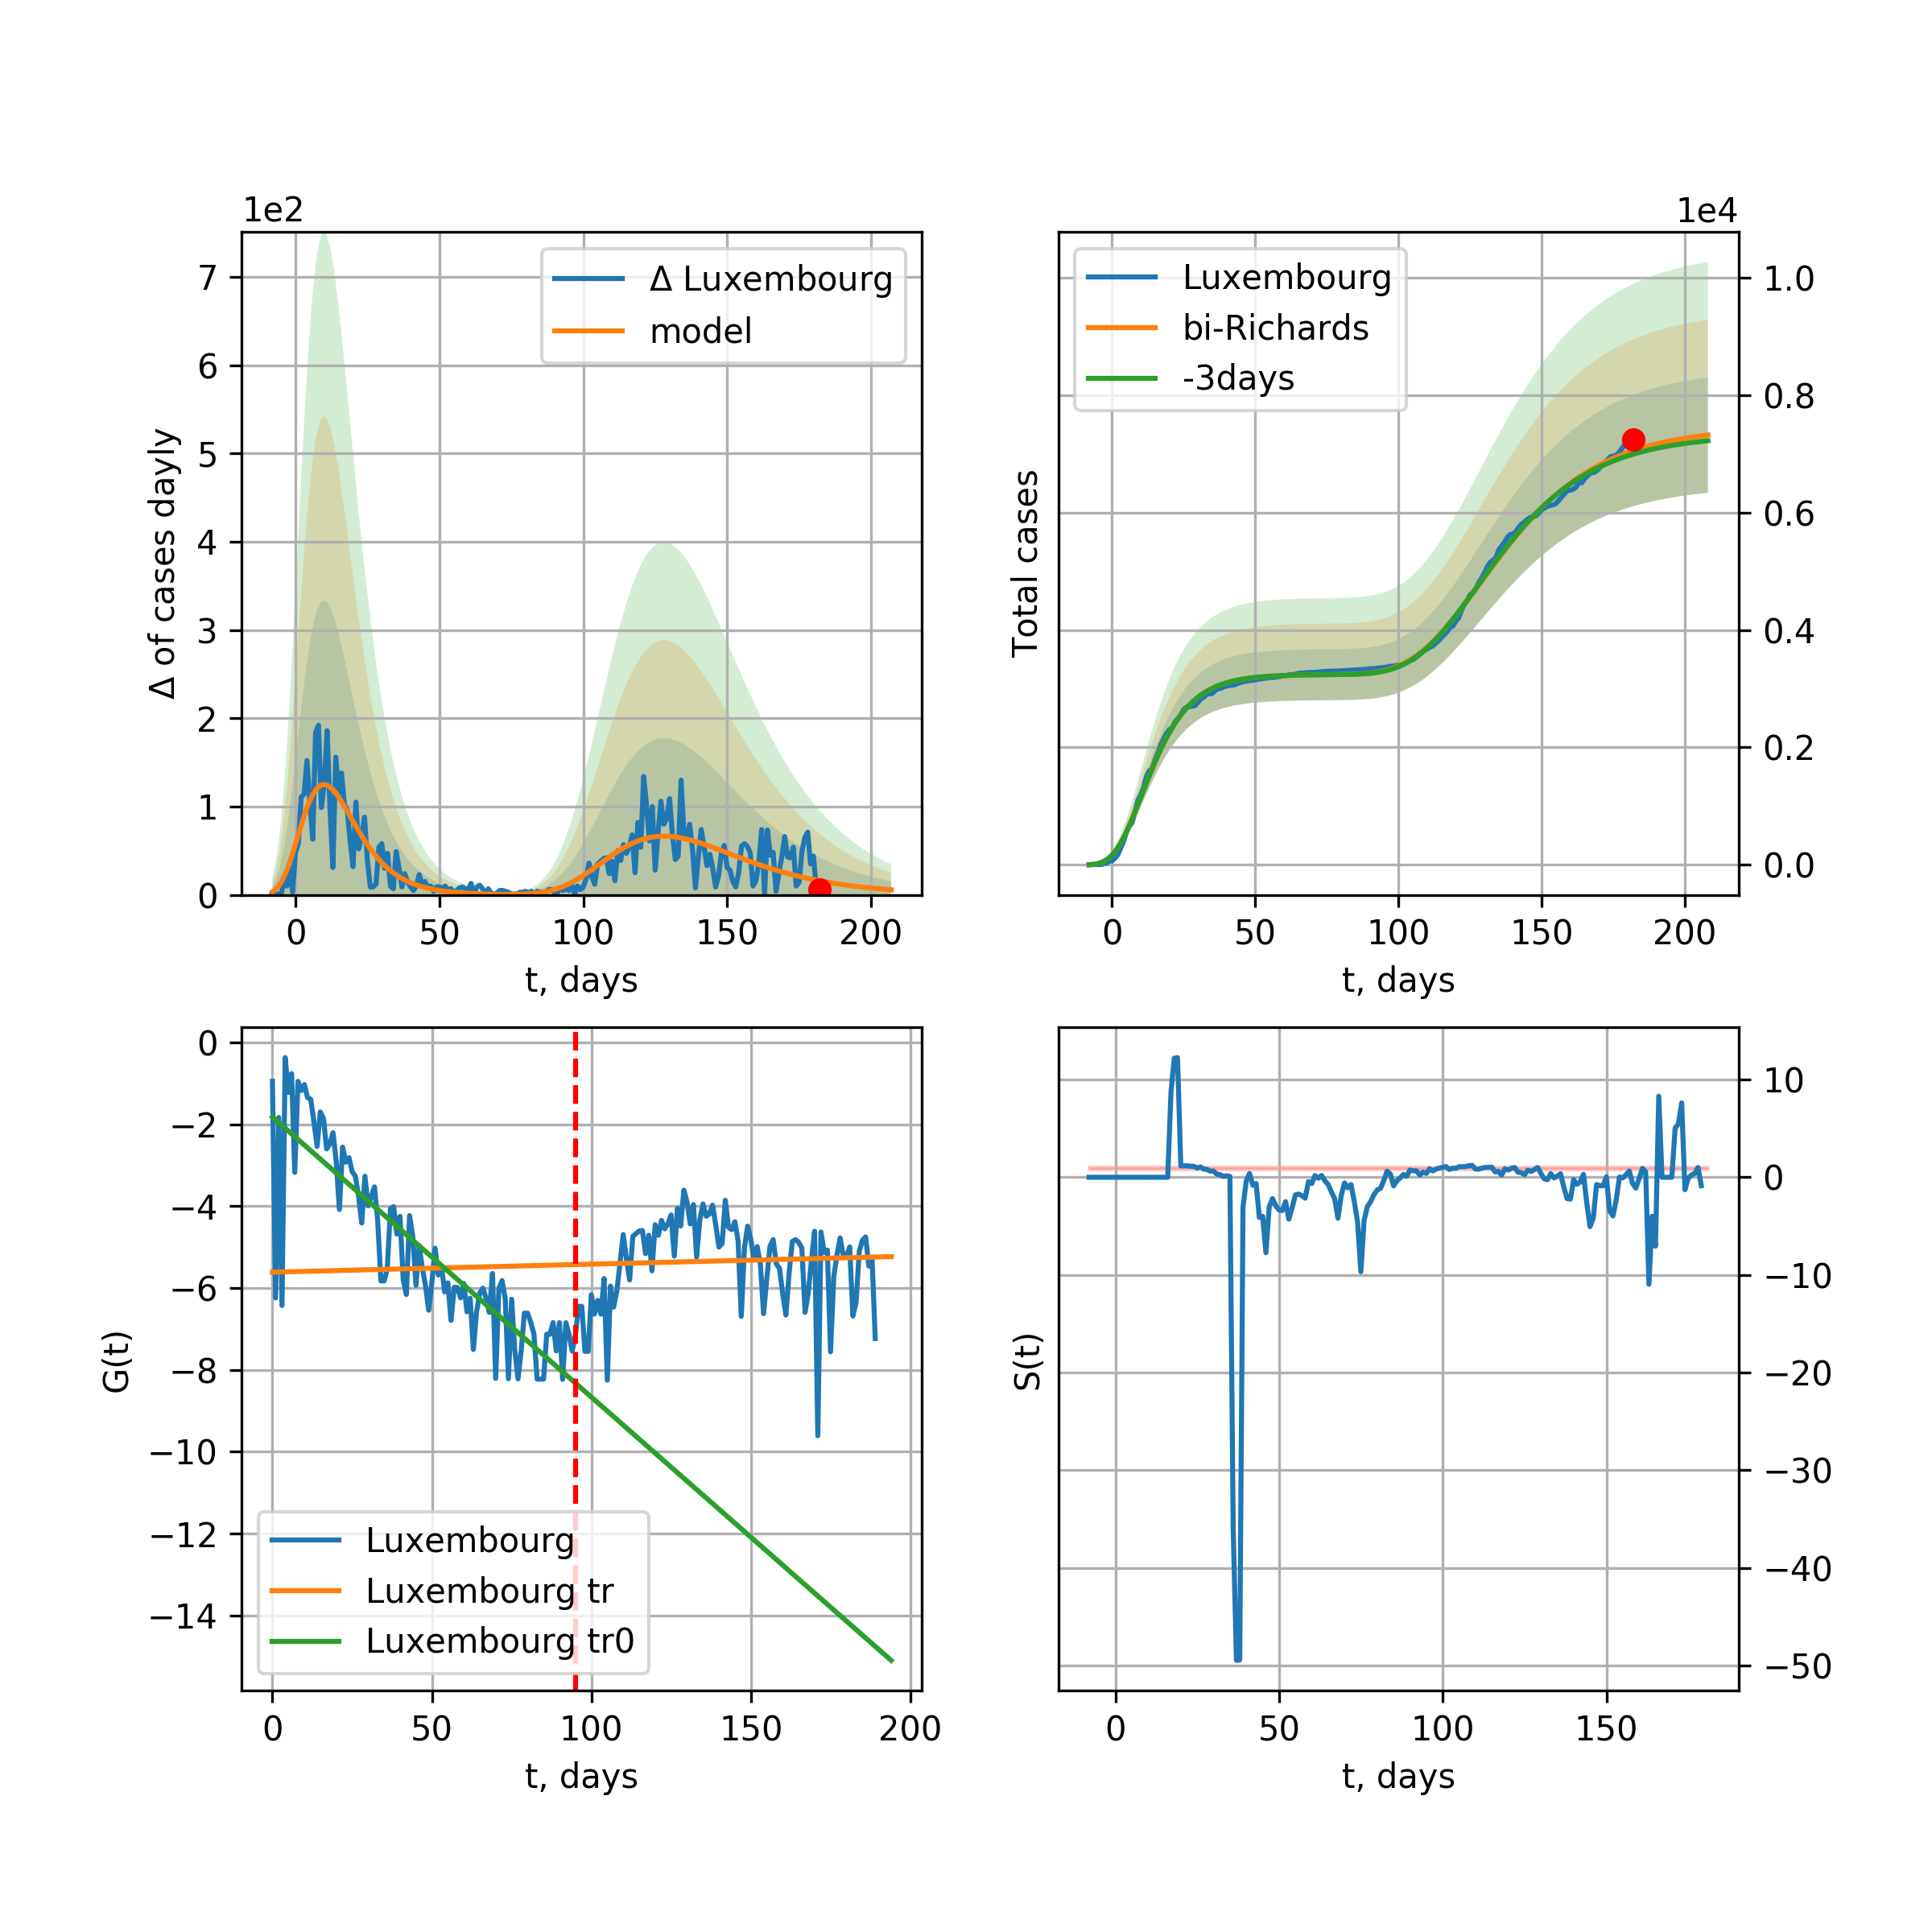 1e2
Δ of cases dayly
7
6
5
4
3
2
1
0
Δ Luxembourg
model
0 50 100 150 200
t, days
1e4
Total cases
Luxembourg
bi-Richards
-3days
1.0
0.8
0.6
0.4
0.2
0.0
0 50 100 150 200
t, days
G(t)
0
−2
−4
−6
−8
−10
−12
−14
Luxembourg
Luxembourg tr
Luxembourg tr0
0 50 100 150 200
t, days
S(t)
10
0
−10
−20
−30
−40
−50
0 50 100 150
t, days